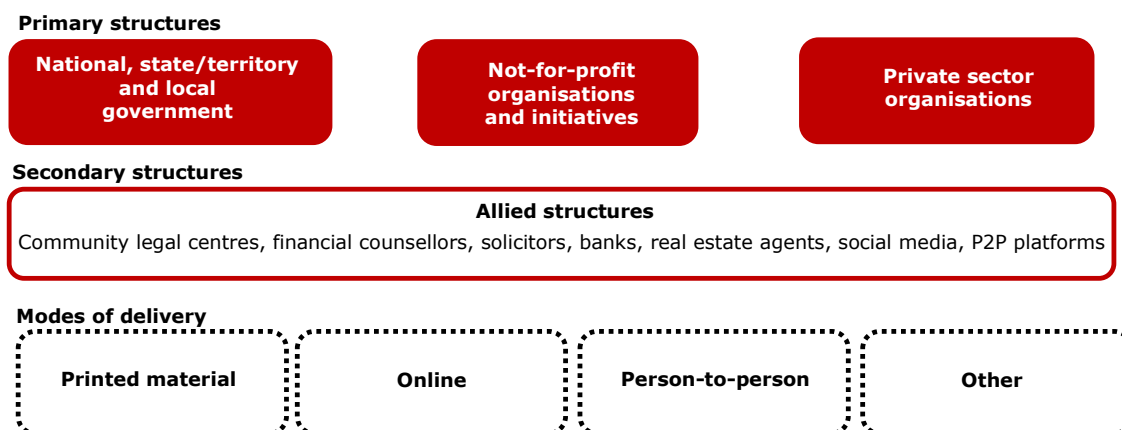 Primary structures
National, state/territory
and local
government
Not-for-profit
organisations
and initiatives
Private sector
organisations
Secondary structures
Allied structures
Community legal centres, financial counsellors, solicitors, banks, real estate agents, social media, P2P platforms
Modes of delivery
Printed material
Online
Person-to-person
Other